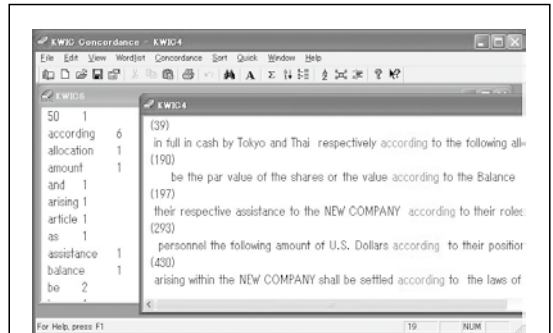 KWIC Concordance - KWIC4
File Edit View Wordlist Concordance Sort Quick Window Help
KWIC6
50 1
according 6
allocation 1
amount 1
and 1
arising 1
article 1
as 1
assistance 1
balance 1
be 2
KWIC4
(39)
in full in cash by Tokyo and Thai respectively according to the following
(190)
be the par value of the shares or the value according to the Balance
(197)
their respective assistance to the NEW COMPANY according to their roles
(293)
personnel the following amount of U.S. Dollars according to their position
(430)
arising within the NEW COMPANY shall be settled according to the laws of
For Help, press F1
19 NUM